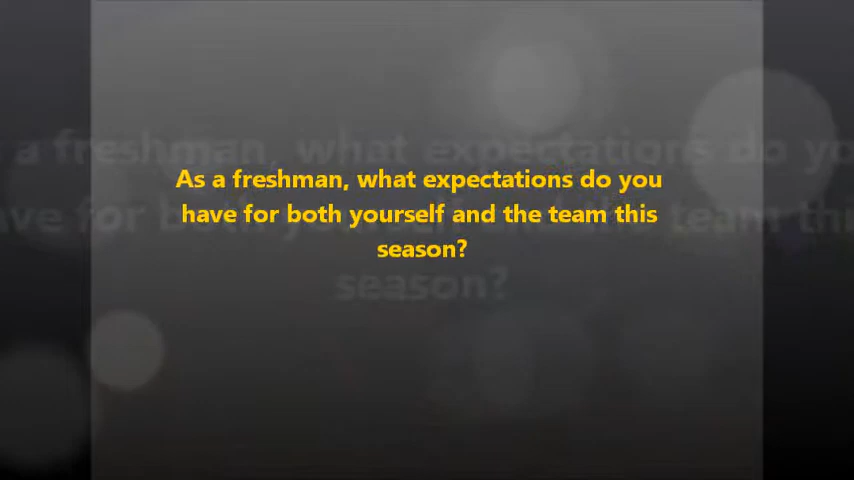 As a freshman, what expectations do you
have for both yourself and the team this
season?